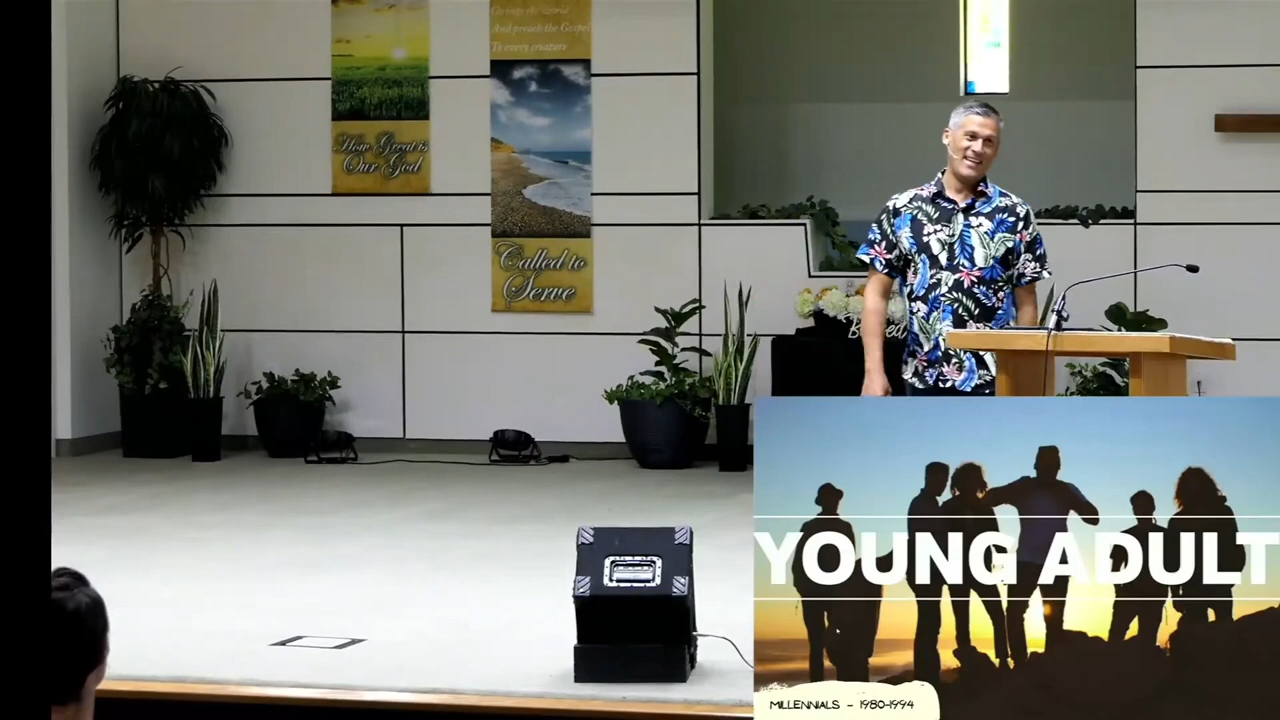 How Great is
Our God
Go into the world
And preach the Gospel
To every creature
Called to
Serve
YOUNG ADULT
MILLENNIALS - 1980-1994